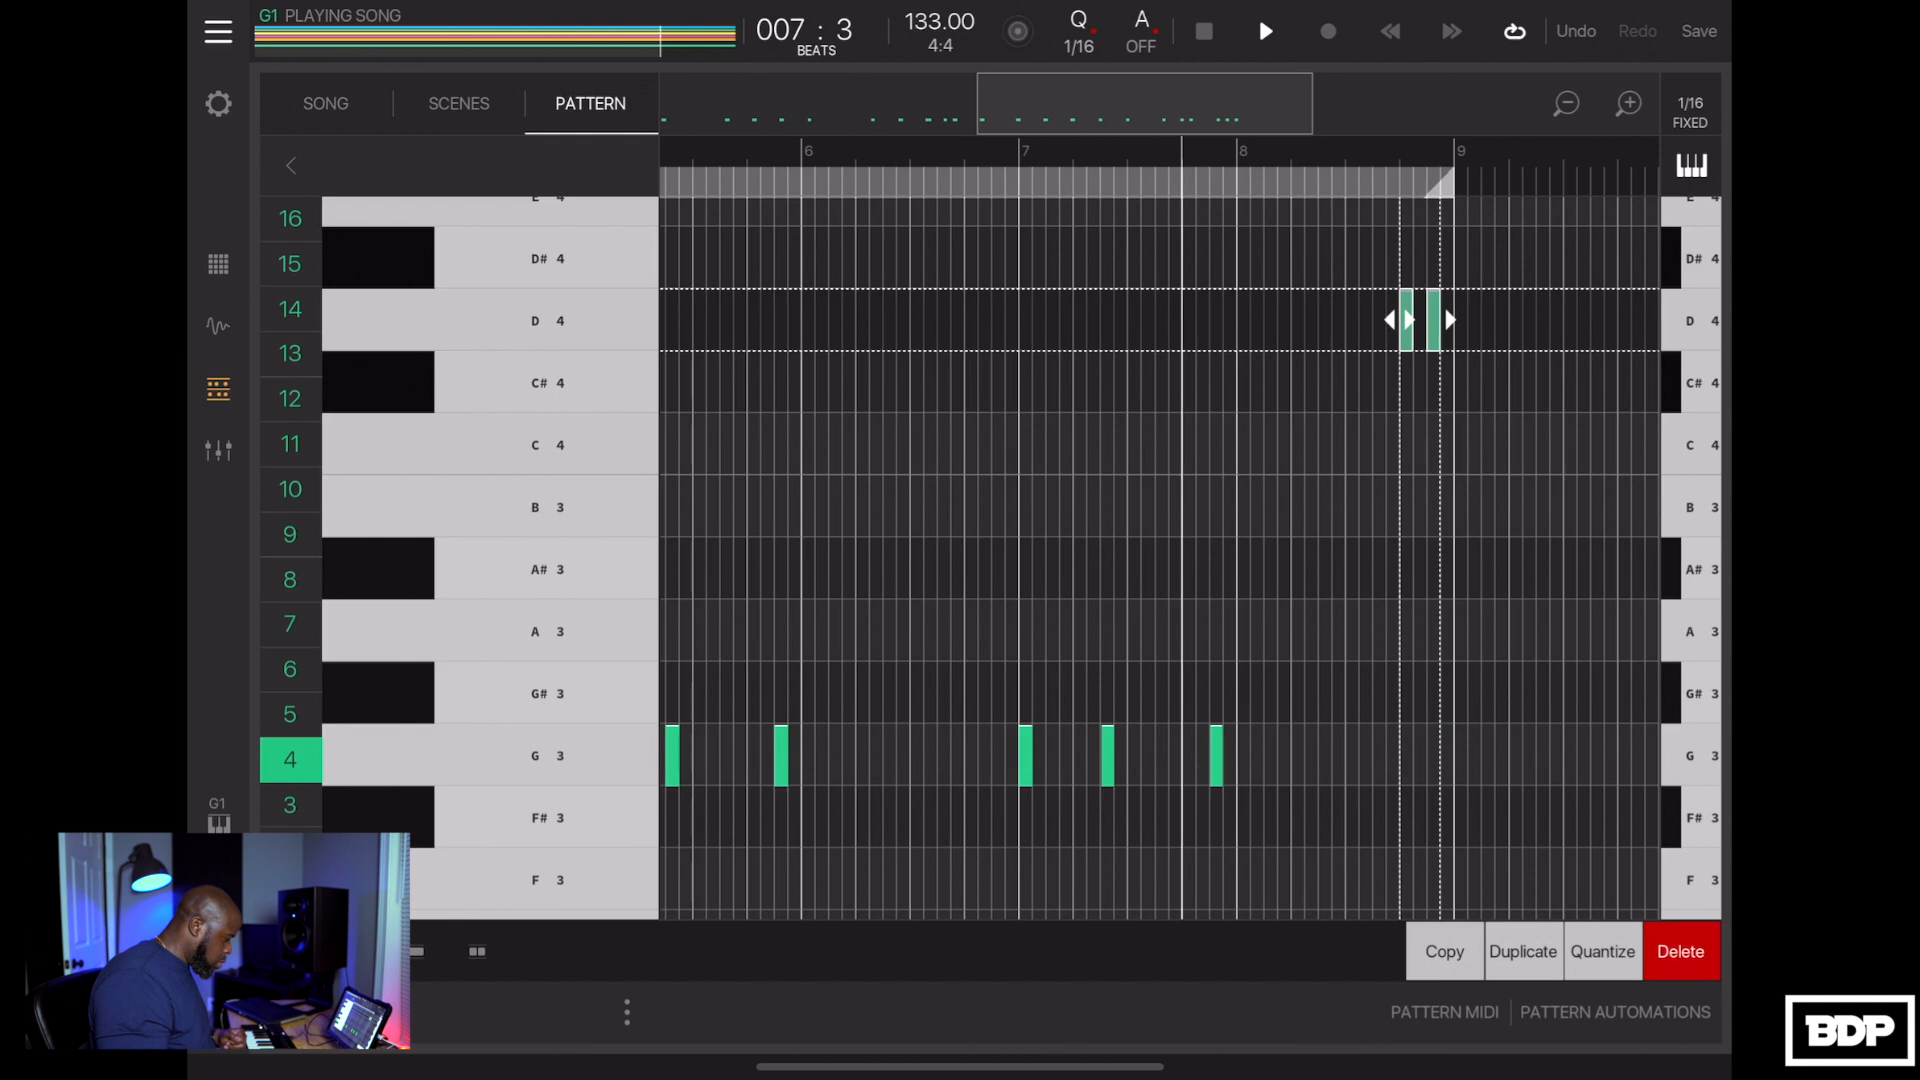 G1 PLAYING SONG
007 : 3
BEATS
133.00
4:4
Q
1/16
A
OFF
Undo
Redo
Save
SONG
SCENES
PATTERN
1/16
FIXED
6
7
8
9
16
15
14
13
12
11
10
9
8
7
6
5
4
3
E 4
D# 4
D 4
C# 4
C 4
B 3
A# 3
A 3
G# 3
G 3
F# 3
F 3
E 4
D# 4
D 4
C# 4
C 4
B 3
A# 3
A 3
G# 3
G 3
F# 3
F 3
G1
Copy
Duplicate
Quantize
Delete
PATTERN MIDI
PATTERN AUTOMATIONS
BDP